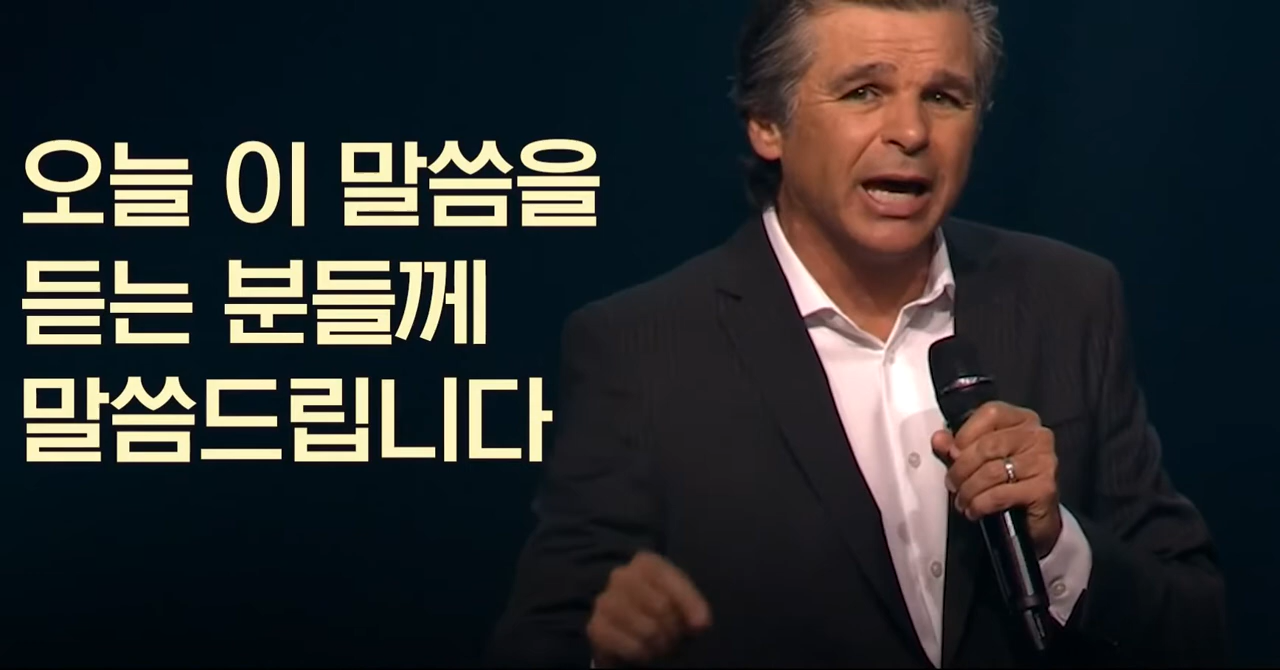 오늘 이 말씀을
듣는 분들께
말씀드립니다